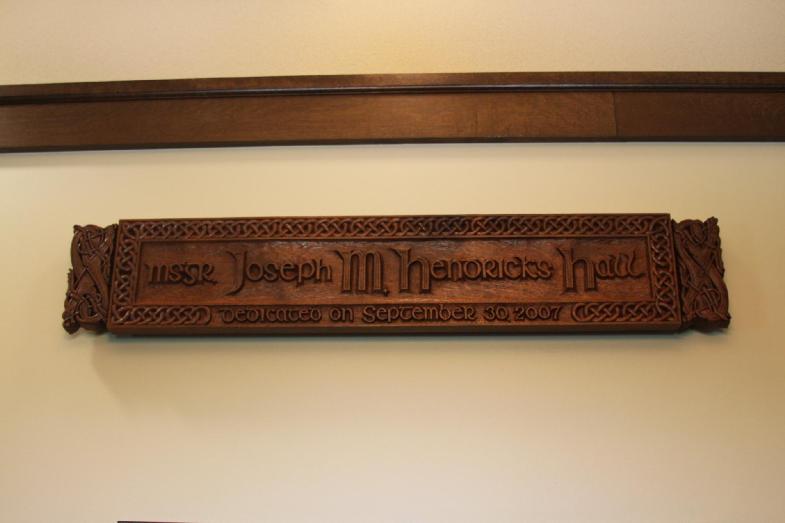 Msgr. Joseph M. Hendricks Hall
Dedicated on September 30, 2007